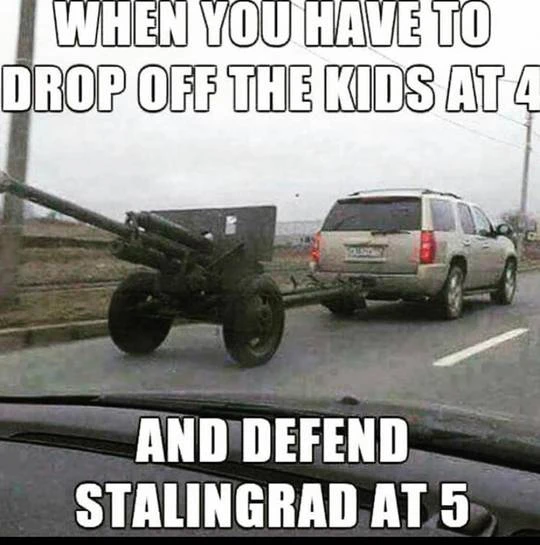 WHEN YOU HAVE TO
DROP OFF THE KIDS AT 4
AND DEFEND
STALINGRAD AT 5